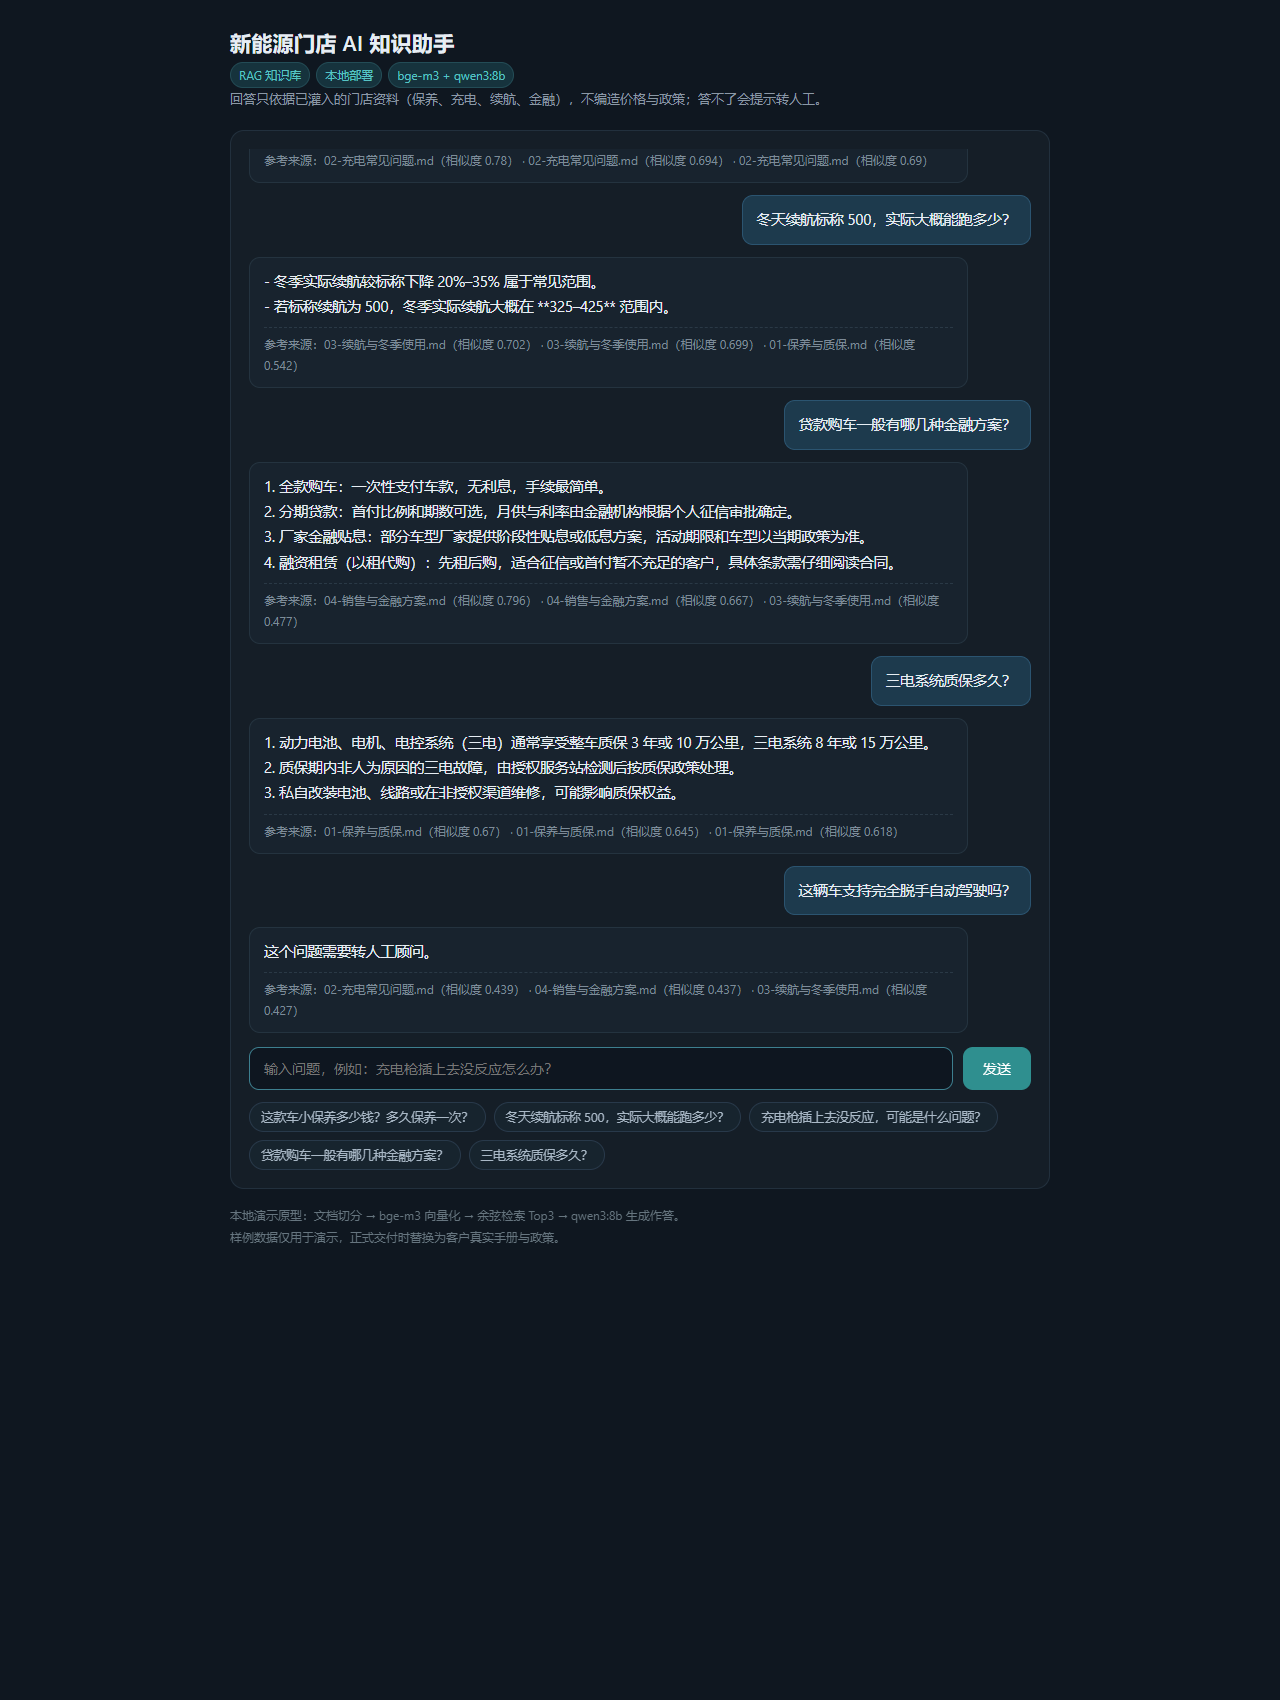 新能源门店 AI 知识助手
RAG 知识库 本地部署 bge-m3 + qwen3:8b
回答只依据已灌入的门店资料（保养、充电、续航、金融），不编造价格与政策；答不了会提示转人工。
参考来源：02-充电常见问题.md（相似度 0.78） · 02-充电常见问题.md（相似度 0.694） · 02-充电常见问题.md（相似度 0.69）
冬天续航标称 500，实际大概能跑多少？
- 冬季实际续航较标称下降 20%–35% 属于常见范围。
- 若标称续航为 500，冬季实际续航大概在 **325–425** 范围内。
参考来源：03-续航与冬季使用.md（相似度 0.702） · 03-续航与冬季使用.md（相似度 0.699） · 01-保养与质保.md（相似度
0.542）
贷款购车一般有哪几种金融方案？
1. 全款购车：一次性支付车款，无利息，手续最简单。
2. 分期贷款：首付比例和期数可选，月供与利率由金融机构根据个人征信审批确定。
3. 厂家金融贴息：部分车型厂家提供阶段性贴息或低息方案，活动期限和车型以当期政策为准。
4. 融资租赁（以租代购）：先租后购，适合征信或首付暂不充足的客户，具体条款需仔细阅读合同。
参考来源：04-销售与金融方案.md（相似度 0.796） · 04-销售与金融方案.md（相似度 0.667） · 03-续航与冬季使用.md（相似度
0.477）
三电系统质保多久？
1. 动力电池、电机、电控系统（三电）通常享受整车质保 3 年或 10 万公里，三电系统 8 年或 15 万公里。
2. 质保期内非人为原因的三电故障，由授权服务站检测后按质保政策处理。
3. 私自改装电池、线路或在非授权渠道维修，可能影响质保权益。
参考来源：01-保养与质保.md（相似度 0.67） · 01-保养与质保.md（相似度 0.645） · 01-保养与质保.md（相似度 0.618）
这辆车支持完全脱手自动驾驶吗？
这个问题需要转人工顾问。
参考来源：02-充电常见问题.md（相似度 0.439） · 04-销售与金融方案.md（相似度 0.437） · 03-续航与冬季使用.md（相似度
0.427）
输入问题，例如：充电枪插上去没反应怎么办？ 发送
这款车小保养多少钱？多久保养一次？ 冬天续航标称 500，实际大概能跑多少？ 充电枪插上去没反应，可能是什么问题？
贷款购车一般有哪几种金融方案？ 三电系统质保多久？
本地演示原型：文档切分 → bge-m3 向量化 → 余弦检索 Top3 → qwen3:8b 生成作答。
样例数据仅用于演示，正式交付时替换为客户真实手册与政策。